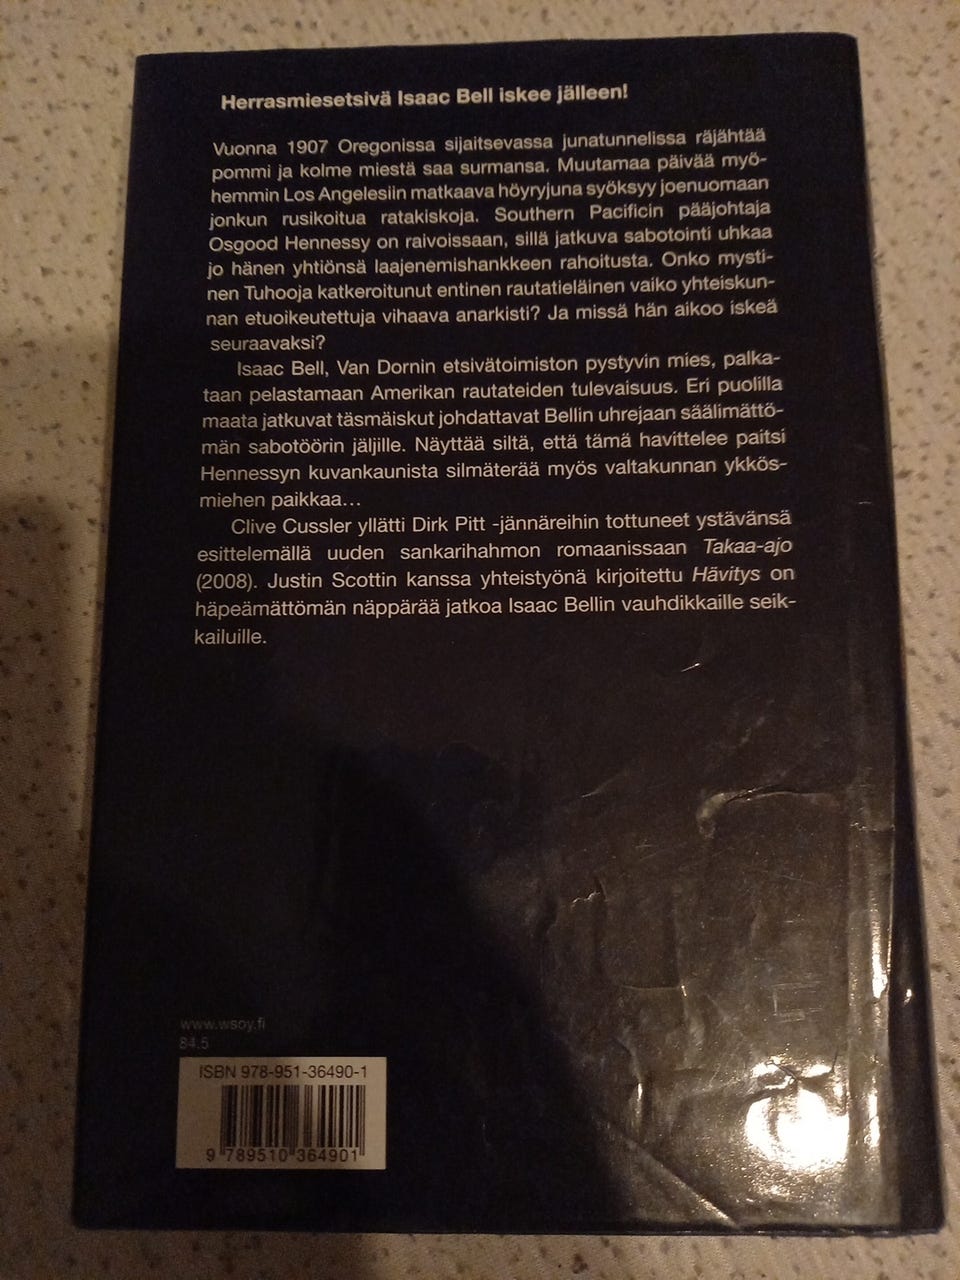 Herrasmiesetsivä Isaac Bell iskee jälleen!
Vuonna 1907 Oregonissa sijaitsevassa junatunnelissa räjähtää
pommi ja kolme miestä saa surmansa. Muutamaa päivää myö-
hemmin Los Angelesiin matkaava höyryjuna syöksyy joenuomaan
jonkun rusikoitua ratakiskoja. Southern Pacificin pääjohtaja
Osgood Hennessy on raivoissaan, sillä jatkuva sabotointi uhkaa
jo hänen yhtiönsä laajenemishankkeen rahoitusta. Onko mysti-
nen Tuhooja katkeroitunut entinen rautatieläinen vaiko yhteiskun-
nan etuoikeutettuja vihaava anarkisti? Ja missä hän aikoo iskeä
seuraavaksi?
Isaac Bell, Van Dornin etsivätoimiston pystyvin mies, palka-
taan pelastamaan Amerikan rautateiden tulevaisuus. Eri puolilla
maata jatkuvat täsmäiskut johdattavat Bellin uhrejaan säälimättö-
män sabotöörin jäljille. Näyttää siltä, että tämä havittelee paitsi
Hennessyn kuvankaunista silmäterää myös valtakunnan ykkös-
miehen paikkaa...
Clive Cussler yllätti Dirk Pitt -jännäreihin tottuneet ystävänsä
esittelemällä uuden sankarihahmon romaanissaan Takaa-ajo
(2008). Justin Scottin kanssa yhteistyönä kirjoitettu Hävitys on
häpeämättömän näppärää jatkoa Isaac Bellin vauhdikkaille seik-
kailuille.
www.wsoy.fi
84.5
ISBN 978-951-36490-1
9 789510 364901